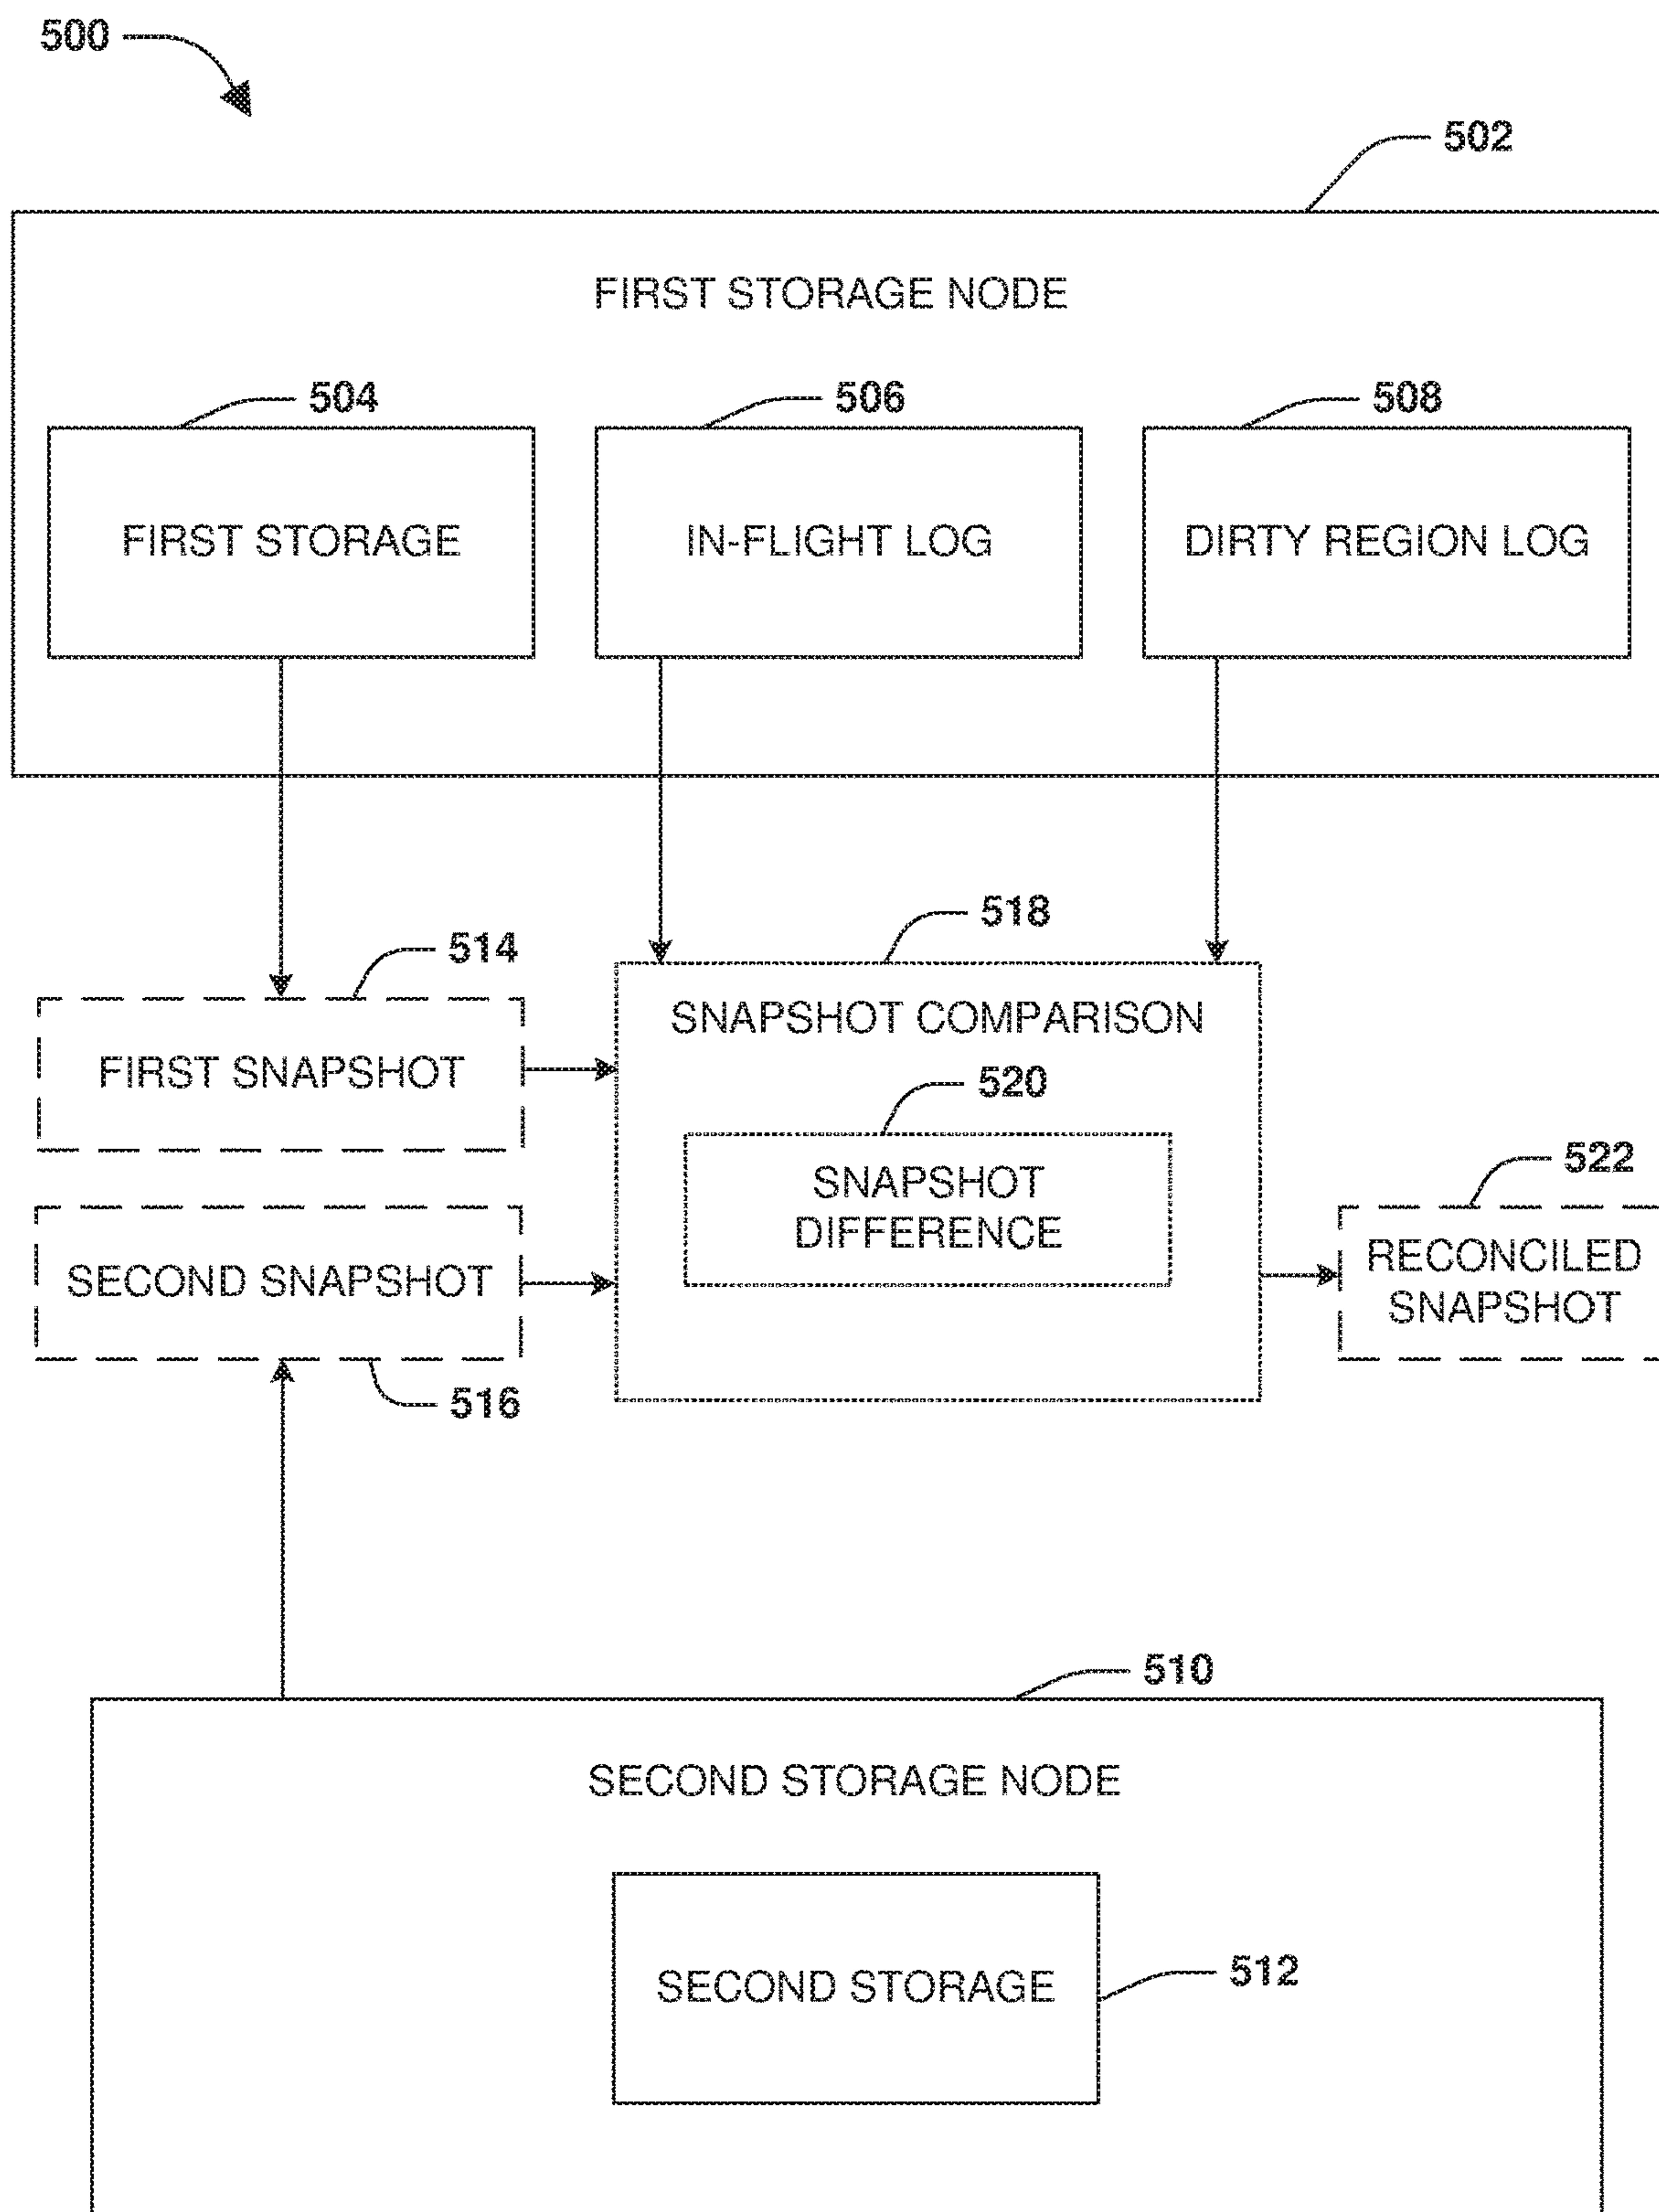 500
502
FIRST STORAGE NODE
504
506
508
FIRST STORAGE
IN-FLIGHT LOG
DIRTY REGION LOG
518
514
SNAPSHOT COMPARISON
FIRST SNAPSHOT
520
522
SNAPSHOT
DIFFERENCE
SECOND SNAPSHOT
RECONCILED
SNAPSHOT
516
510
SECOND STORAGE NODE
SECOND STORAGE
512